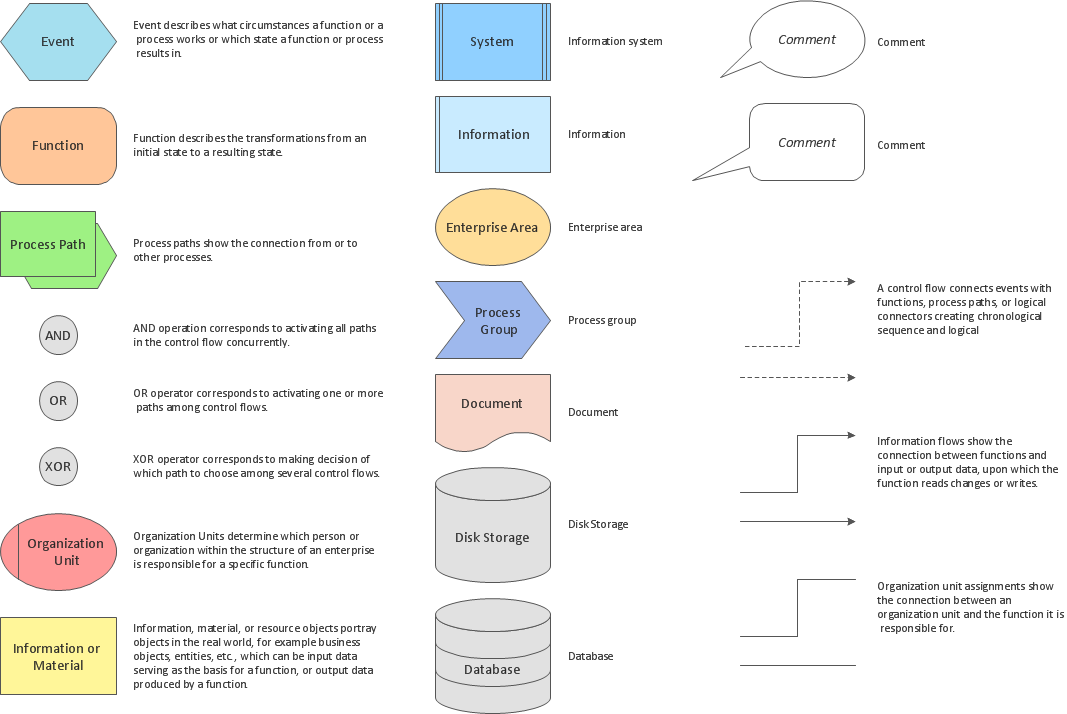 Event
Event describes what circumstances a function or a
process works or which state a function or process
results in.
Function
Function describes the transformations from an
initial state to a resulting state.
Process Path
Process paths show the connection from or to
other processes.
AND
AND operation corresponds to activating all paths
in the control flow concurrently.
OR
OR operator corresponds to activating one or more
paths among control flows.
XOR
XOR operator corresponds to making decision of
which path to choose among several control flows.
Organization
Unit
Organization Units determine which person or
organization within the structure of an enterprise
is responsible for a specific function.
Information or
Material
Information, material, or resource objects portray
objects in the real world, for example business
objects, entities, etc., which can be input data
serving as the basis for a function, or output data
produced by a function.
System
Information system
Information
Information
Enterprise Area
Enterprise area
Process
Group
Process group
Document
Document
Disk Storage
Disk Storage
Database
Database
Comment
Comment
Comment
Comment
A control flow connects events with
functions, process paths, or logical
connectors creating chronological
sequence and logical
Information flows show the
connection between functions and
input or output data, upon which the
function reads changes or writes.
Organization unit assignments show
the connection between an
organization unit and the function it is
responsible for.